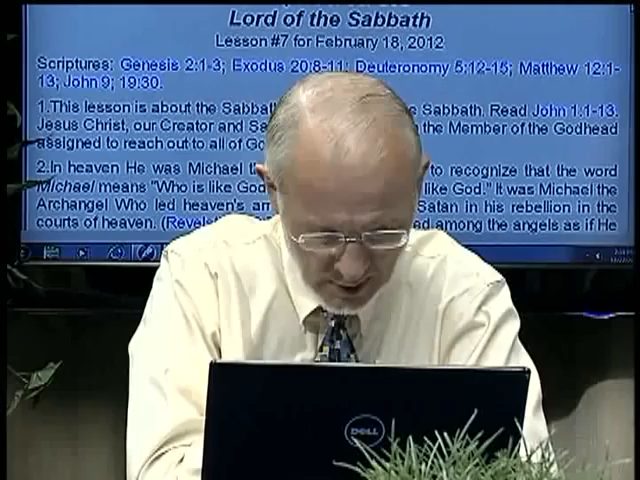 Lord of the Sabbath
Lesson #7 for February 18, 2012
Scriptures: Genesis 2:1-3; Exodus 20:8-11; Deuteronomy 5:12-15; Matthew 12:1-
13; John 9; 19:30.
1.This lesson is about the Sabbat Sabbath. Read John 1:1-13.
Jesus Christ, our Creator and Sa the Member of the Godhead
assigned to reach out to all of Go
2.In heaven He was Michael t to recognize that the word
Michael means "Who is like God like God." It was Michael the
Archangel Who led heaven's arm Satan in his rebellion in the
courts of heaven. (Revela d among the angels as if He
DELL